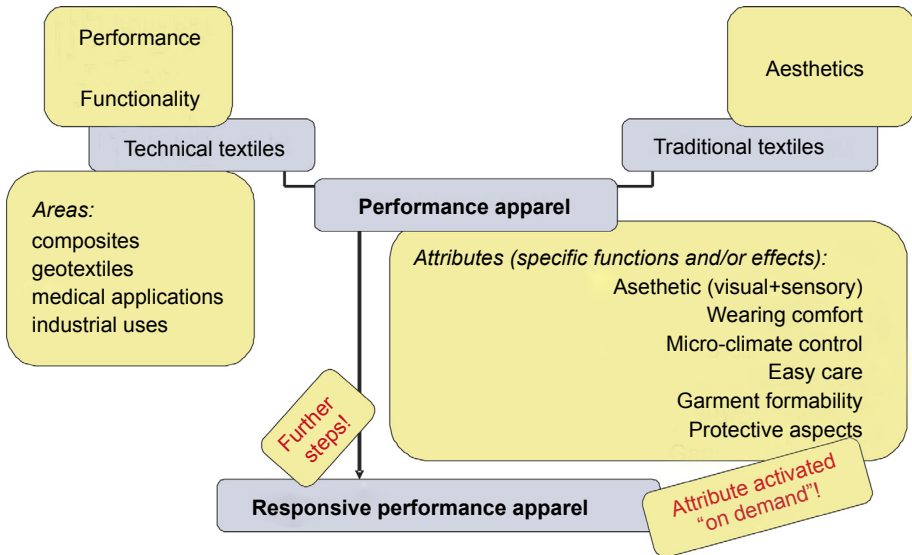 Performance
Functionality
Aesthetics
Technical textiles
Traditional textiles
Performance apparel
Areas:
composites
geotextiles
medical applications
industrial uses
Attributes (specific functions and/or effects):
Asethetic (visual+sensory)
Wearing comfort
Micro-climate control
Easy care
Garment formability
Protective aspects
Further
steps!
Responsive performance apparel
Attribute activated
“on demand”!